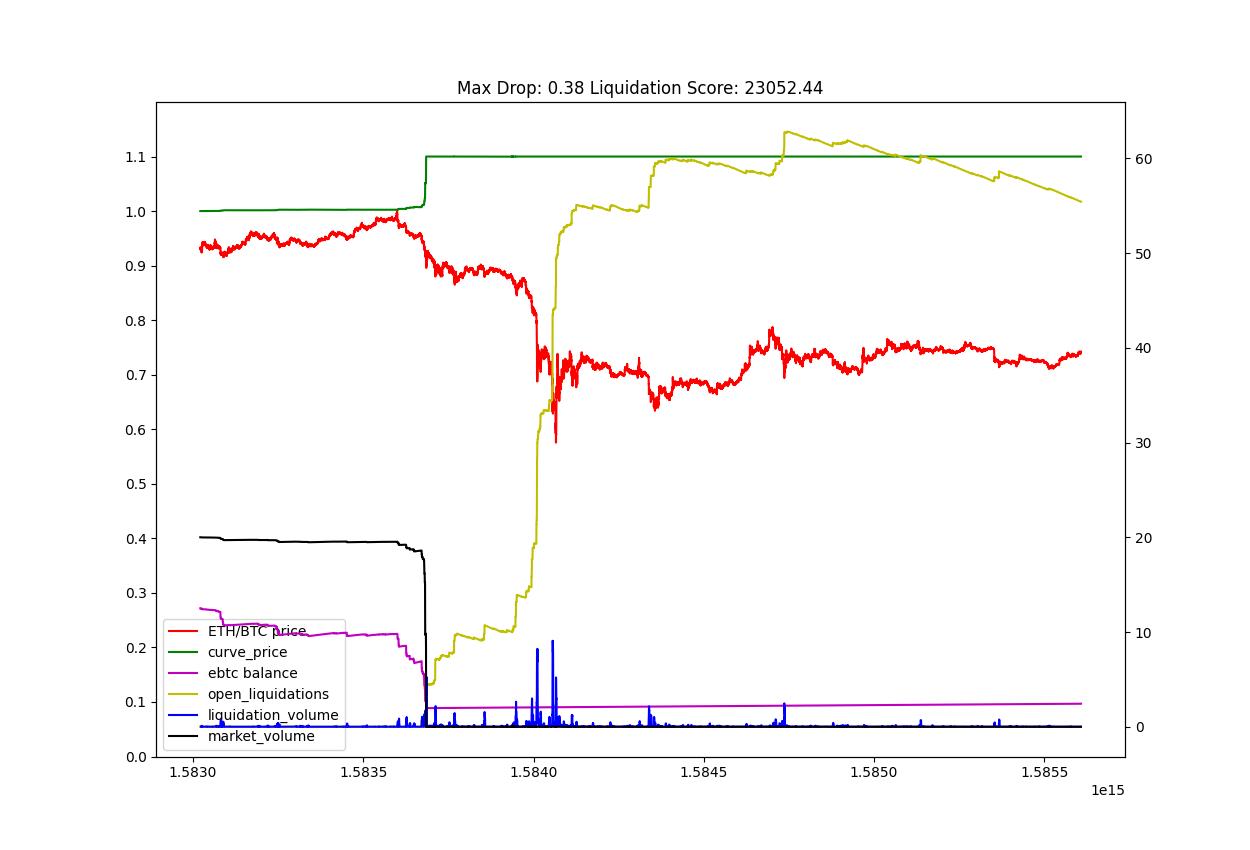 Max Drop: 0.38 Liquidation Score: 23052.44
1.1
1.0
0.9
0.8
0.7
0.6
0.5
0.4
0.3
0.2
0.1
0.0
60
50
40
30
20
10
0
ETH/BTC price
curve_price
ebtc balance
open_liquidations
liquidation_volume
market_volume
1.5830 1.5835 1.5840 1.5845 1.5850 1.5855
1e15